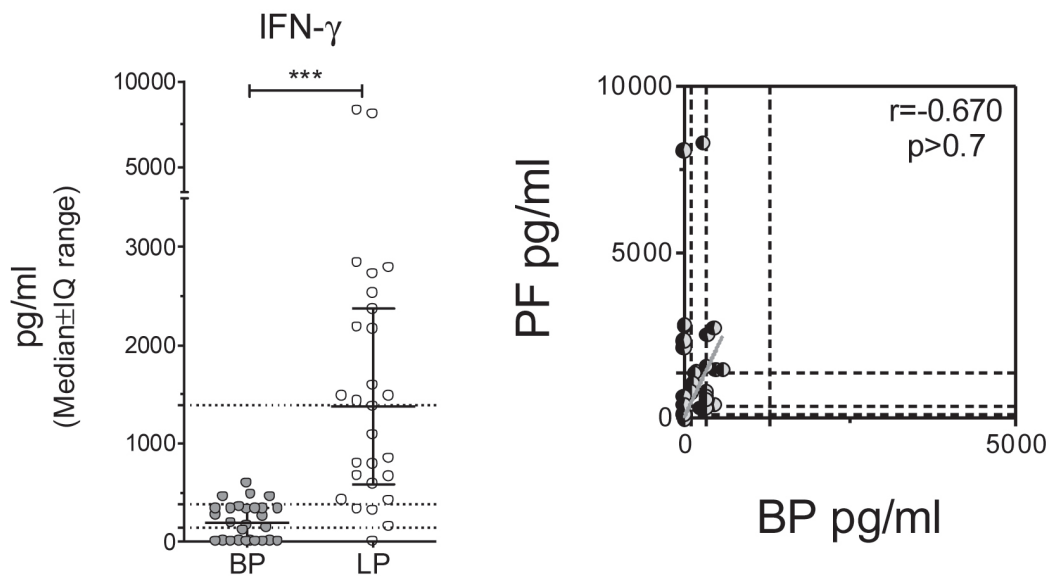 IFN-γ
***
10000
5000
3000
2000
1000
0
pg/ml
(Median±IQ range)
BP
LP
r=-0.670
p>0.7
10000
5000
0
PF pg/ml
0
5000
BP pg/ml